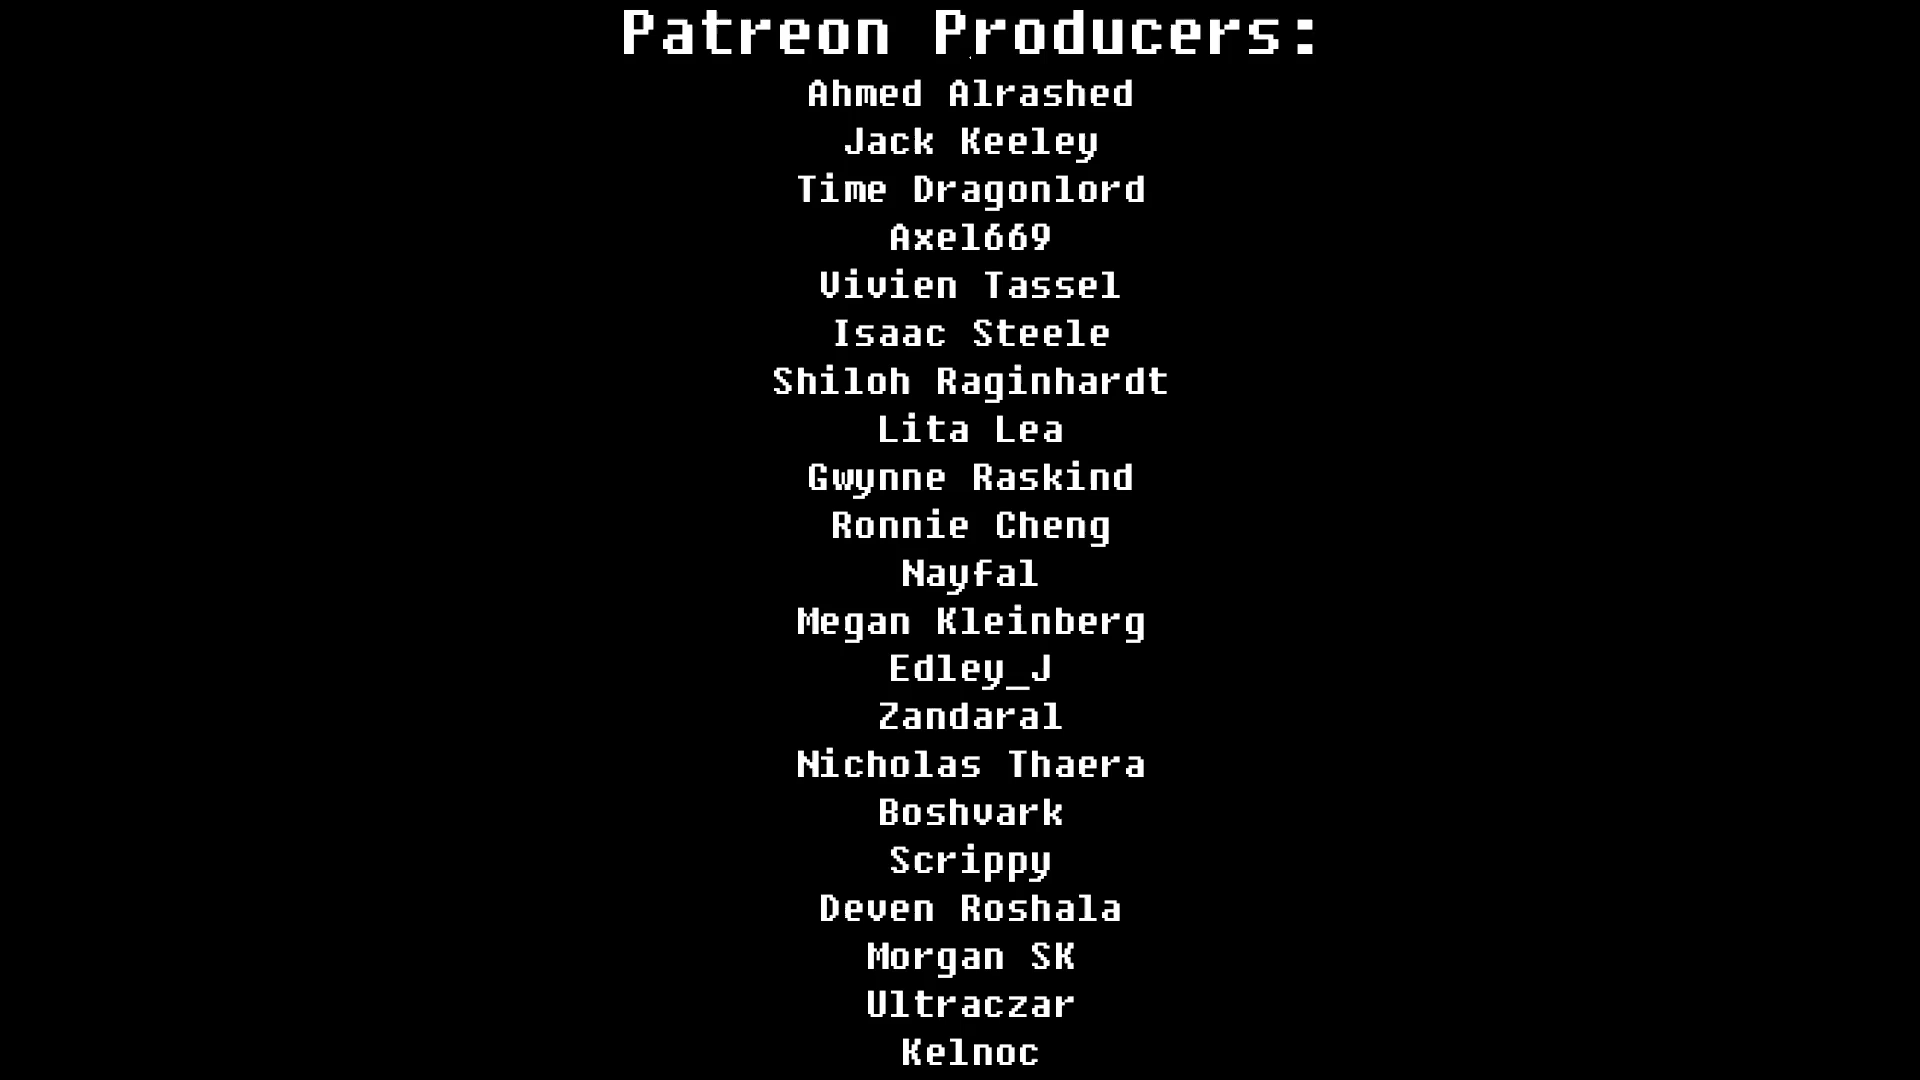 Patreon Producers:
Ahmed Alrashed
Jack Keeley
Time Dragonlord
Axel669
Vivien Tassel
Isaac Steele
Shiloh Raginhardt
Lita Lea
Gwynne Raskind
Ronnie Cheng
Nayfal
Megan Kleinberg
Edley_J
Zandaral
Nicholas Thaera
Boshvark
Scrippy
Deven Roshala
Morgan SK
Ultraczar
Kelnoc